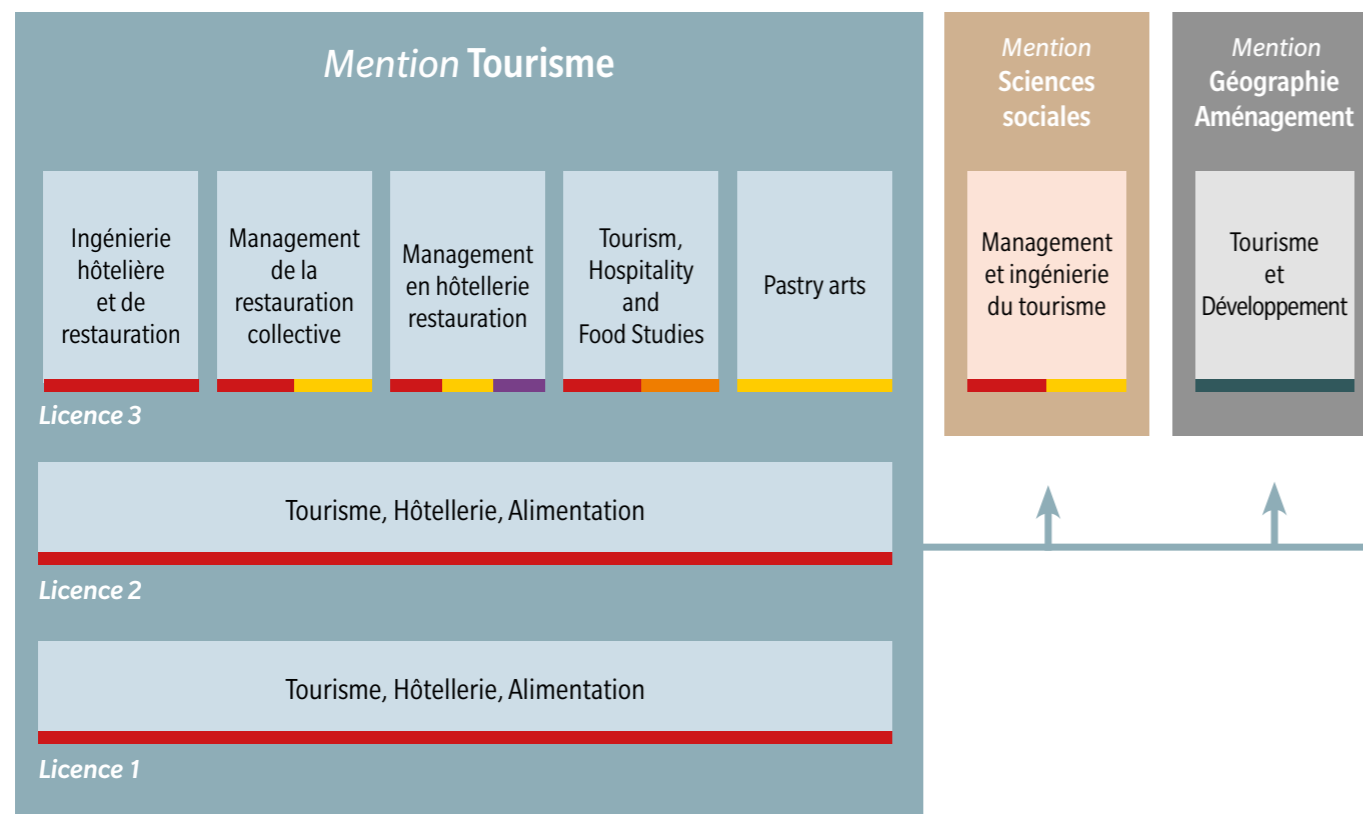 Mention Tourisme
Ingénierie
hôtelière
et de
restauration
Management
de la
restauration
collective
Management
en hôtellerie
restauration
Tourism,
Hospitality
and
Food Studies
Pastry arts
Licence 3
Tourisme, Hôtellerie, Alimentation
Licence 2
Tourisme, Hôtellerie, Alimentation
Licence 1
Mention
Sciences
sociales
Management
et ingénierie
du tourisme
Mention
Géographie
Aménagement
Tourisme
et
Développement